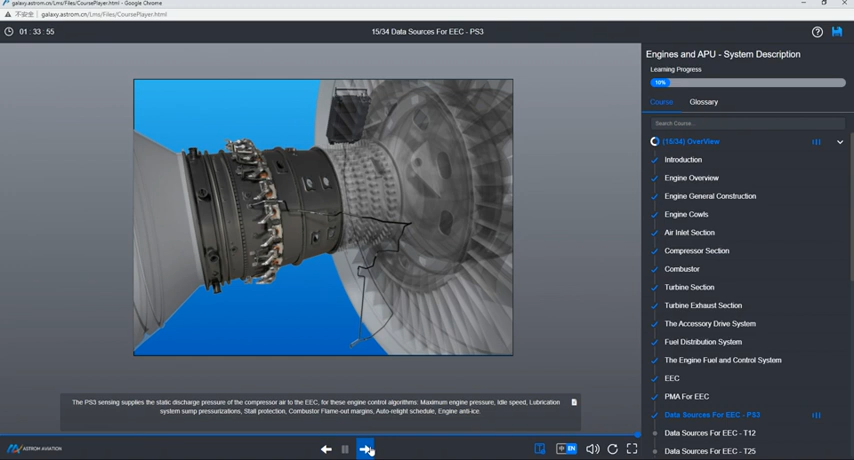 galaxy.astrom.cn/Lms/Files/CoursePlayer.html - Google Chrome
不安全 | galaxy.astrom.cn/Lms/Files/CoursePlayer.html
01 : 33 : 55
15/34 Data Sources For EEC - PS3
Engines and APU - System Description
Learning Progress
10%
Course Glossary
Search Course...
(15/34) OverView
Introduction
Engine Overview
Engine General Construction
Engine Cowls
Air Inlet Section
Compressor Section
Combustor
Turbine Section
Turbine Exhaust Section
The Accessory Drive System
Fuel Distribution System
The Engine Fuel and Control System
EEC
PMA For EEC
Data Sources For EEC - PS3
Data Sources For EEC - T12
Data Sources For EEC - T25
The PS3 sensing supplies the static discharge pressure of the compressor air to the EEC, for these engine control algorithms: Maximum engine pressure, Idle speed, Lubrication
system sump pressurizations, Stall protection, Combustor Flame-out margins, Auto-relight schedule, Engine anti-ice.
ASTROM AVIATION
中 EN